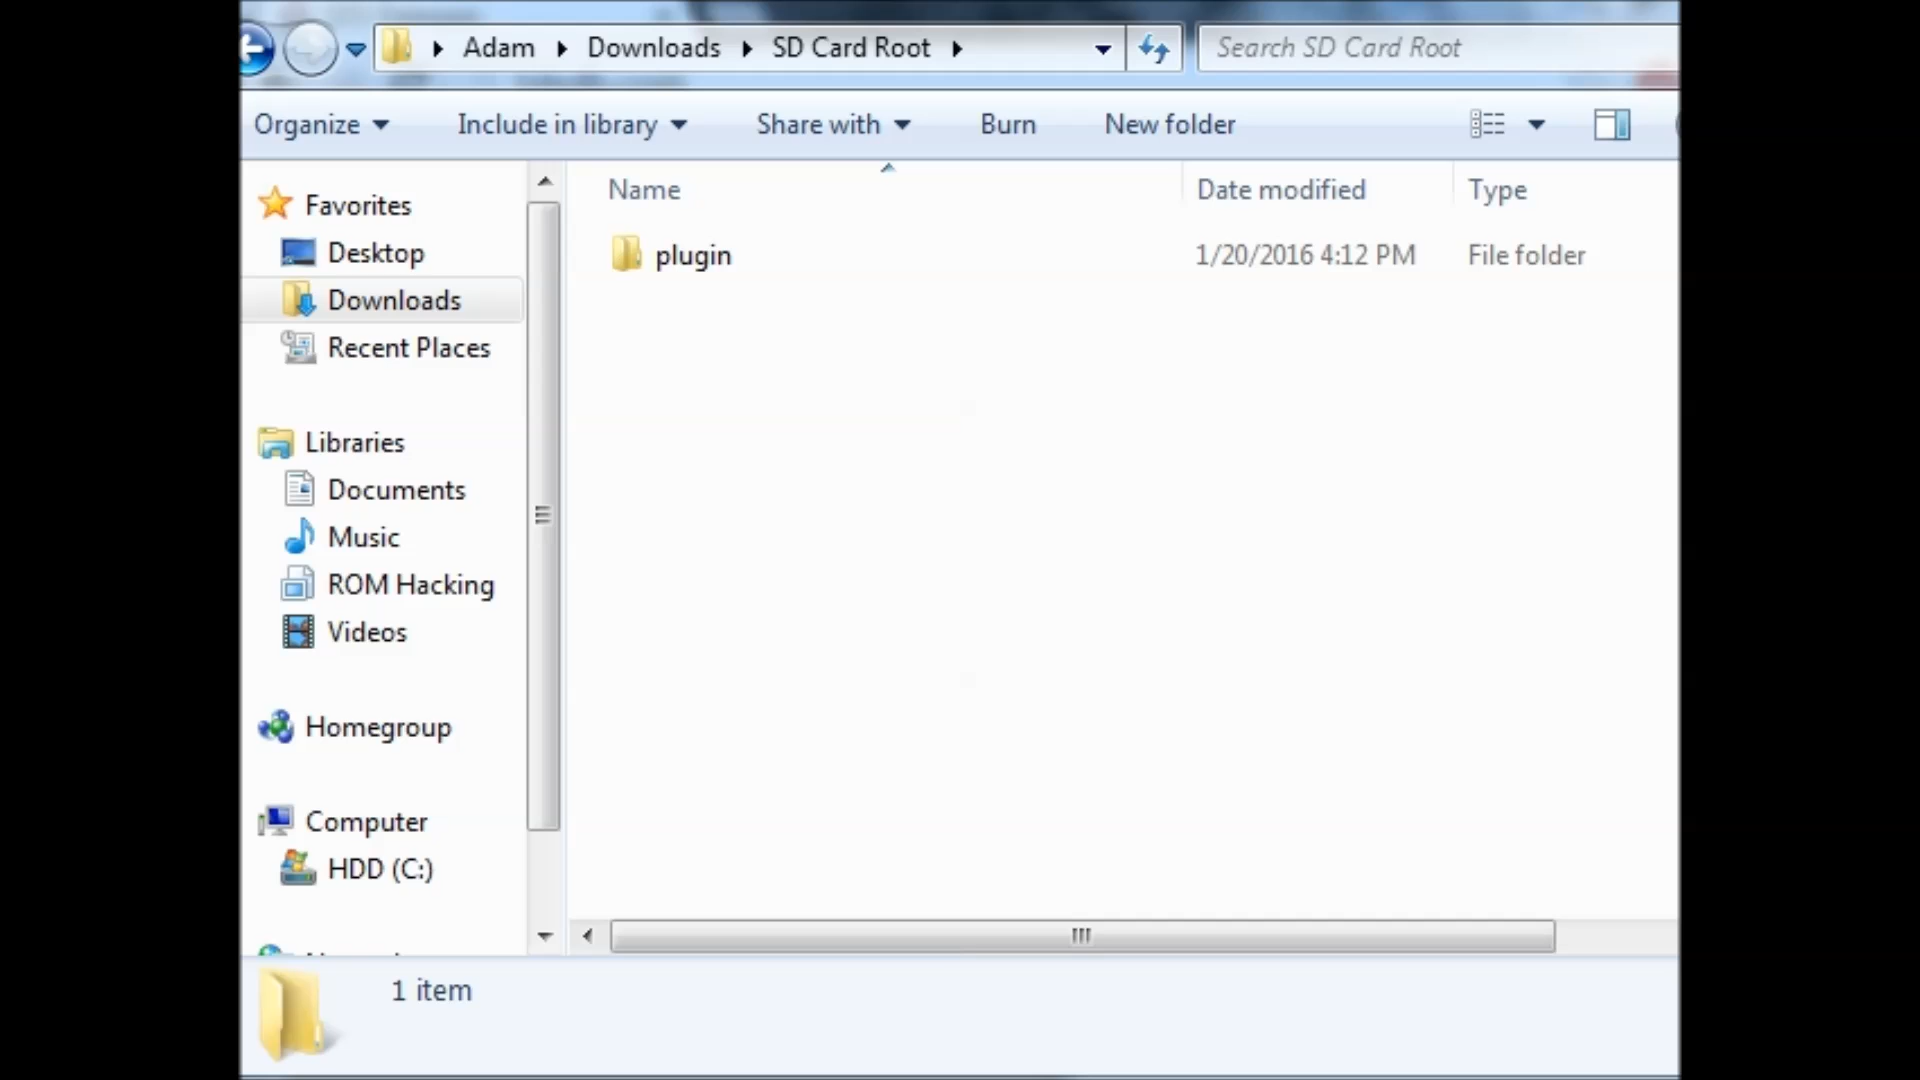 Adam Downloads SD Card Root
Search SD Card Root
Organize Include in library Share with Burn New folder
Name Date modified Type
plugin 1/20/2016 4:12 PM File folder
Favorites
Desktop
Downloads
Recent Places
Libraries
Documents
Music
ROM Hacking
Videos
Homegroup
Computer
HDD (C:)
1 item